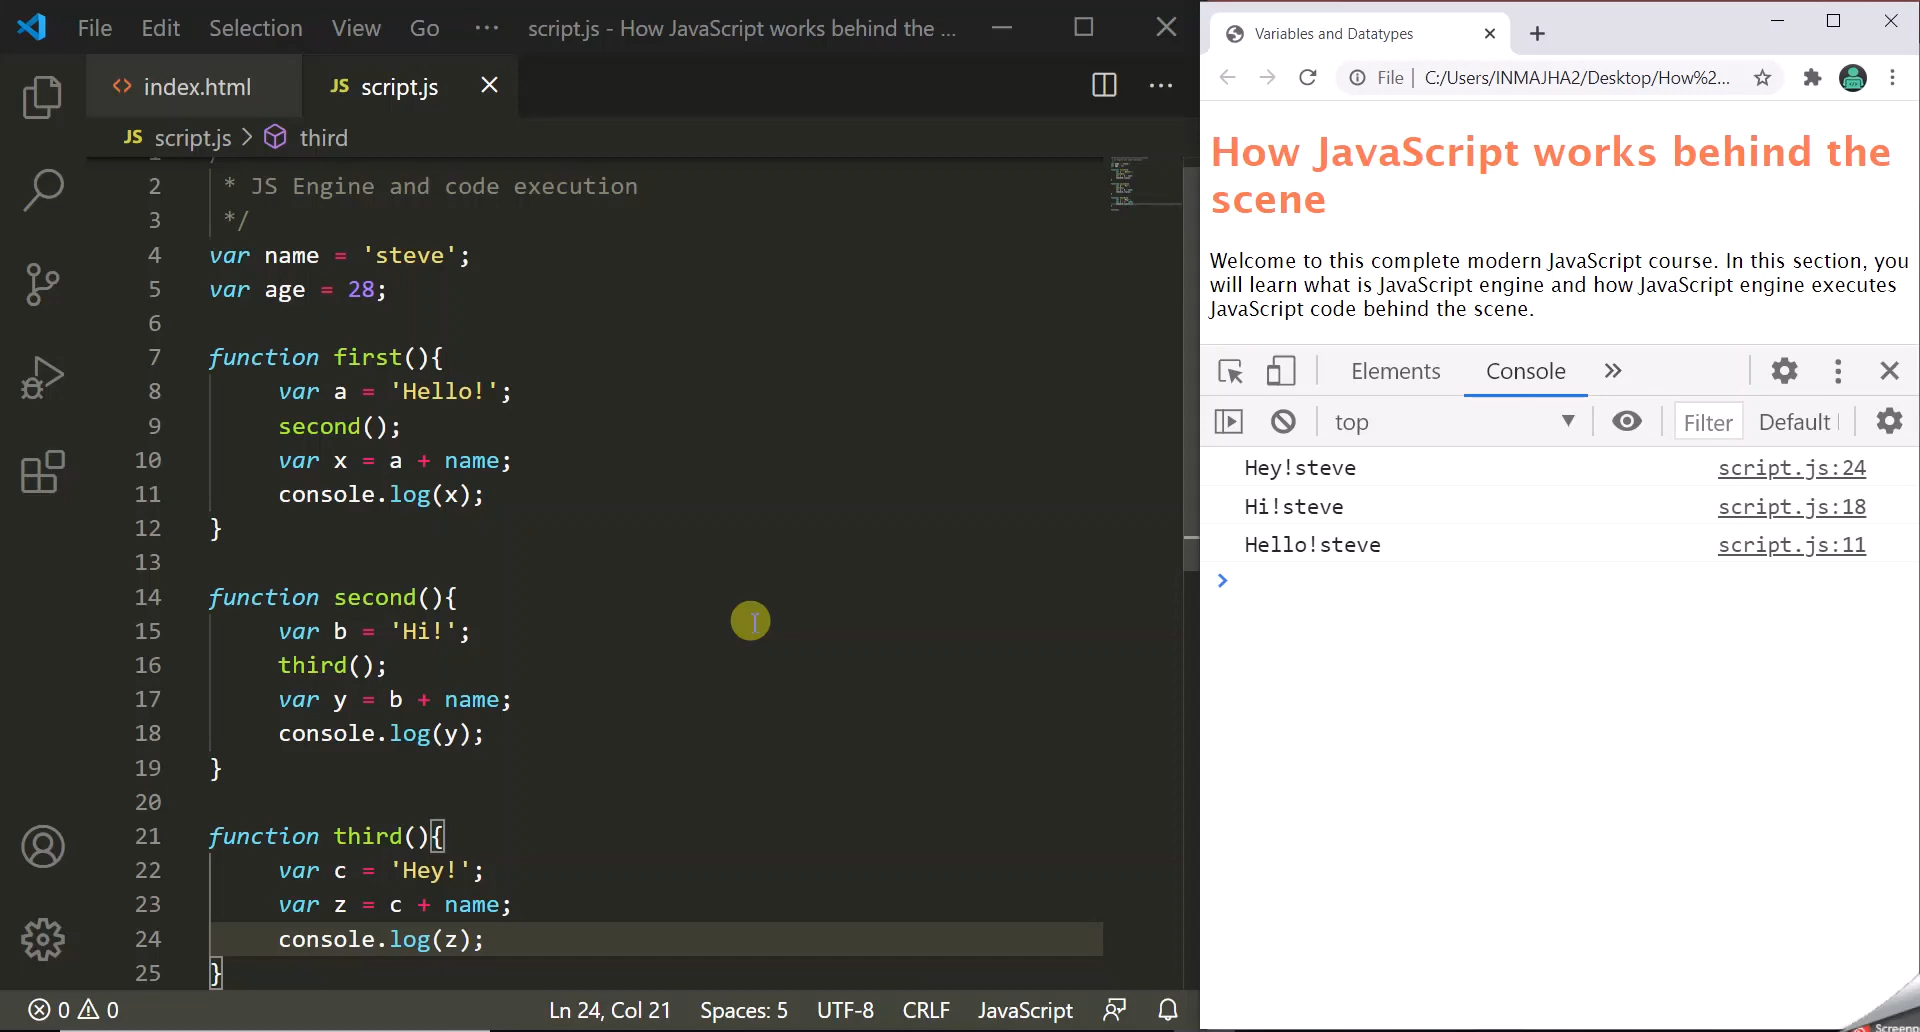 File Edit Selection View Go ··· script.js - How JavaScript works behind the ...
index.html
JS script.js
JS script.js > third
2 * JS Engine and code execution
3 */
4 var name = 'steve';
5 var age = 28;
6
7 function first(){
8 var a = 'Hello!';
9 second();
10 var x = a + name;
11 console.log(x);
12 }
13
14 function second(){
15 var b = 'Hi!';
16 third();
17 var y = b + name;
18 console.log(y);
19 }
20
21 function third(){
22 var c = 'Hey!';
23 var z = c + name;
24 console.log(z);
25 }
0 0 Ln 24, Col 21 Spaces: 5 UTF-8 CRLF JavaScript
Variables and Datatypes
File | C:/Users/INMAJHA2/Desktop/How%2...
How JavaScript works behind the
scene
Welcome to this complete modern JavaScript course. In this section, you
will learn what is JavaScript engine and how JavaScript engine executes
JavaScript code behind the scene.
Elements Console »
top Filter Default
Hey!steve script.js:24
Hi!steve script.js:18
Hello!steve script.js:11
>